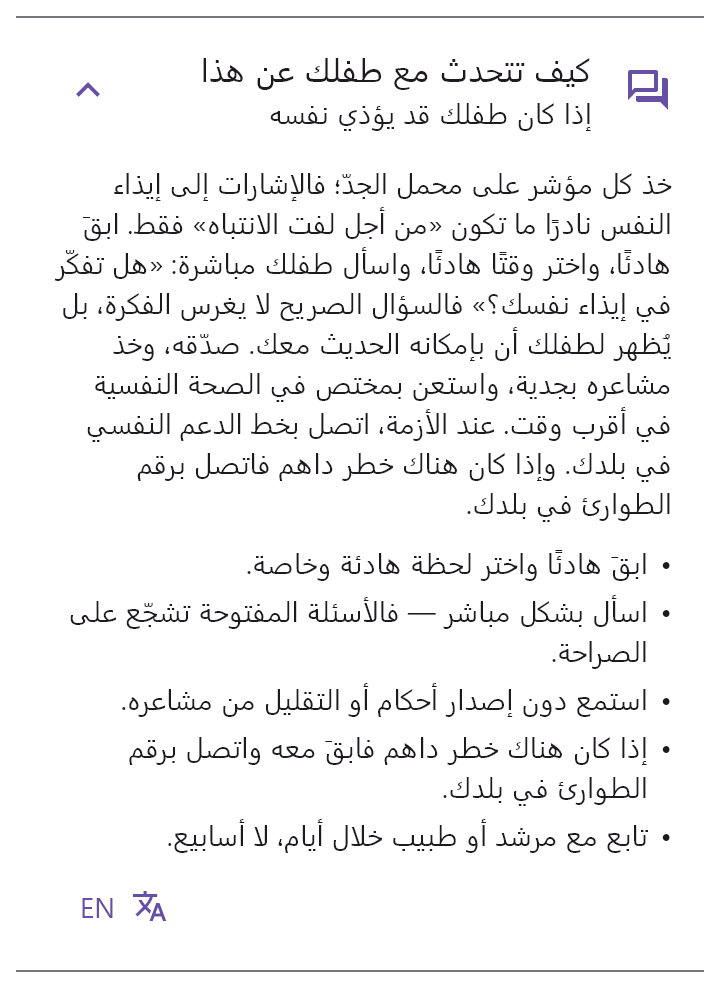 كيف تتحدث مع طفلك عن هذا
إذا كان طفلك قد يؤذي نفسه
خذ كل مؤشر على محمل الجدّ؛ فالإشارات إلى إيذاء
النفس نادرًا ما تكون «من أجل لفت الانتباه» فقط. ابقَ
هادئًا، واختر وقتًا هادئًا، واسأل طفلك مباشرة: «هل تفكّر
في إيذاء نفسك؟» فالسؤال الصريح لا يغرس الفكرة، بل
يُظهر لطفلك أن بإمكانه الحديث معك. صدّقه، وخذ
مشاعره بجدية، واستعن بمختص في الصحة النفسية
في أقرب وقت. عند الأزمة، اتصل بخط الدعم النفسي
في بلدك. وإذا كان هناك خطر داهم فاتصل برقم
الطوارئ في بلدك.
• ابقَ هادئًا واختر لحظة هادئة وخاصة.
• اسأل بشكل مباشر — فالأسئلة المفتوحة تشجّع على
الصراحة.
• استمع دون إصدار أحكام أو التقليل من مشاعره.
• إذا كان هناك خطر داهم فابقَ معه واتصل برقم
الطوارئ في بلدك.
• تابع مع مرشد أو طبيب خلال أيام، لا أسابيع.
EN